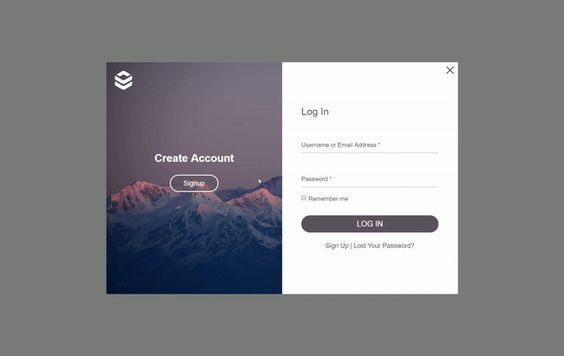 Create Account
Signup
Log In
Username or Email Address *
Password *
Remember me
LOG IN
Sign Up | Lost Your Password?